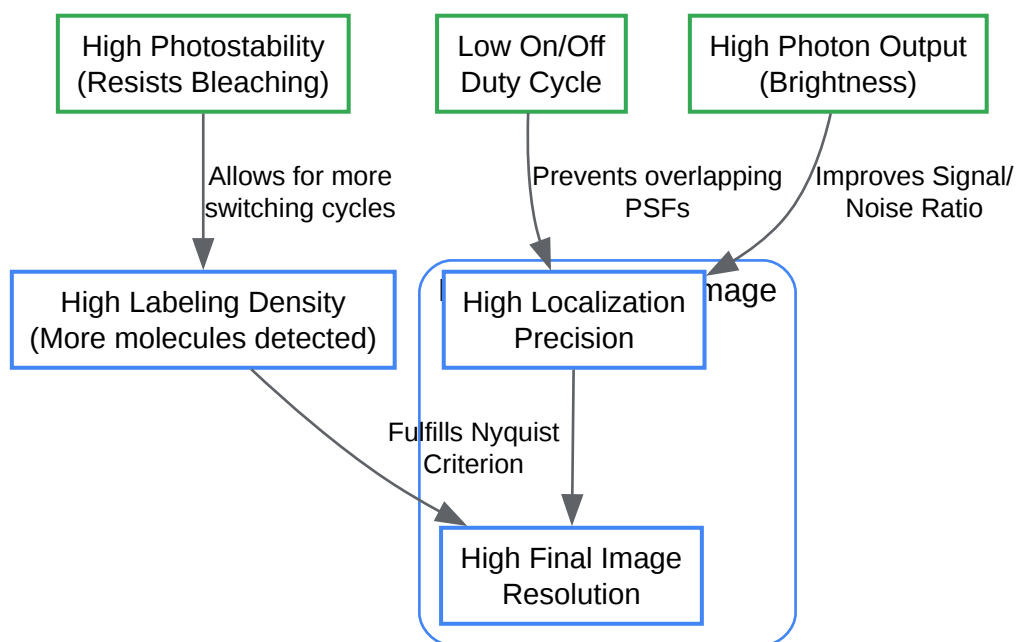 High Photostability
(Resists Bleaching)
Low On/Off
Duty Cycle
High Photon Output
(Brightness)
Allows for more
switching cycles
Prevents overlapping
PSFs
Improves Signal/
Noise Ratio
High Labeling Density
(More molecules detected)
High Localization
Precision
Fulfills Nyquist
Criterion
High Final Image
Resolution